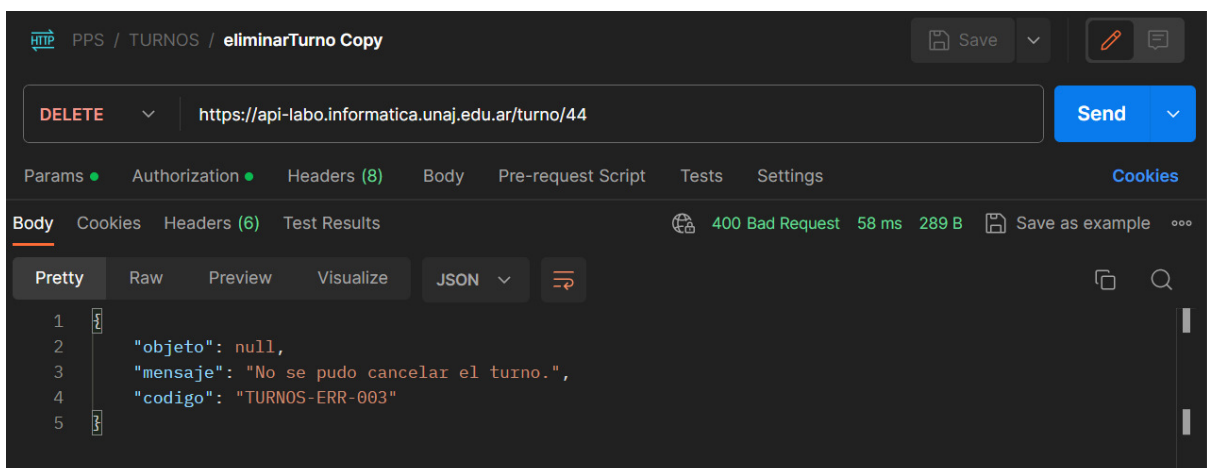 HTTP PPS / TURNOS / eliminarTurno Copy Save
DELETE https://api-labo.informatica.unaj.edu.ar/turno/44 Send
Params Authorization Headers (8) Body Pre-request Script Tests Settings Cookies
Body Cookies Headers (6) Test Results 400 Bad Request 58 ms 289 B Save as example
Pretty Raw Preview Visualize JSON
1 {
2 "objeto": null,
3 "mensaje": "No se pudo cancelar el turno.",
4 "codigo": "TURNOS-ERR-003"
5 }